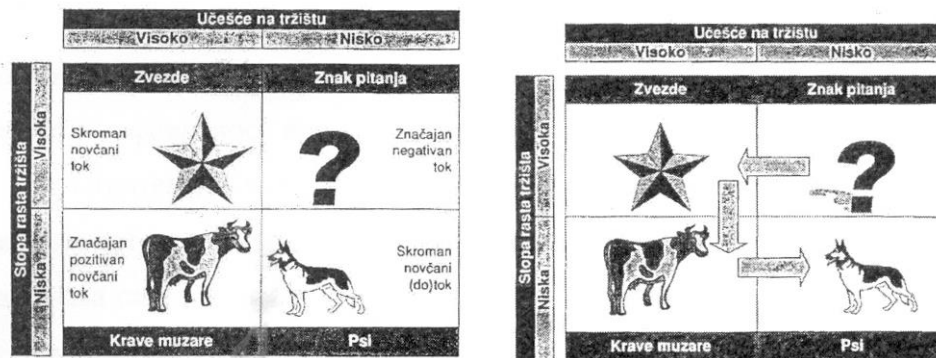 Učešće na tržištu
Visoko
Nisko
Stopa rasta tržišta
Visoka
Niska
Zvezde
Znak pitanja
Skroman
novčani
tok
?
Značajan
negativan
tok
Značajan
pozitivan
novčani
tok
Skroman
novčani
(do)tok
Krave muzare
Psi
Učešće na tržištu
Visoko
Nisko
Stopa rasta tržišta
Visoka
Niska
Zvezde
Znak pitanja
?
Krave muzare
Psi